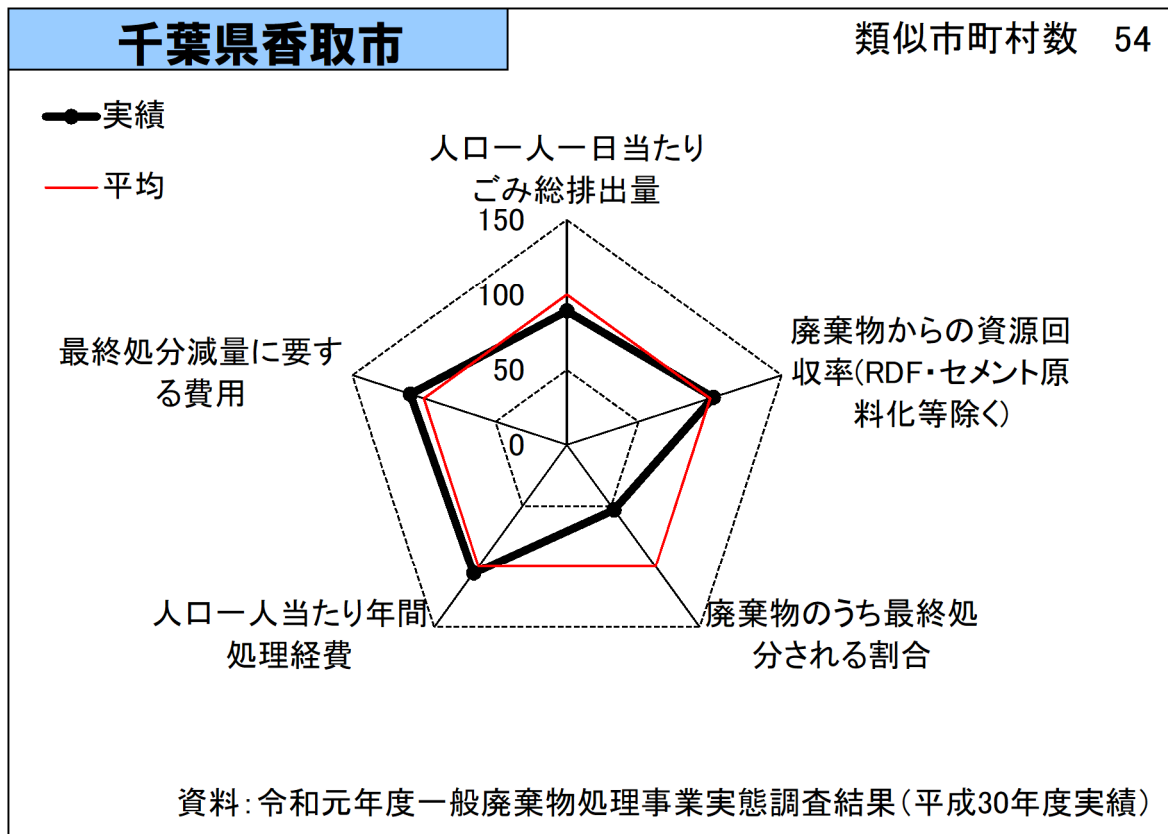 千葉県香取市
類似市町村数 54
実績
平均
人口一人一日当たり
ごみ総排出量
150
100
50
0
廃棄物からの資源回
収率(RDF・セメント原
料化等除く)
最終処分減量に要す
る費用
人口一人当たり年間
処理経費
廃棄物のうち最終処
分される割合
資料：令和元年度一般廃棄物処理事業実態調査結果（平成30年度実績）